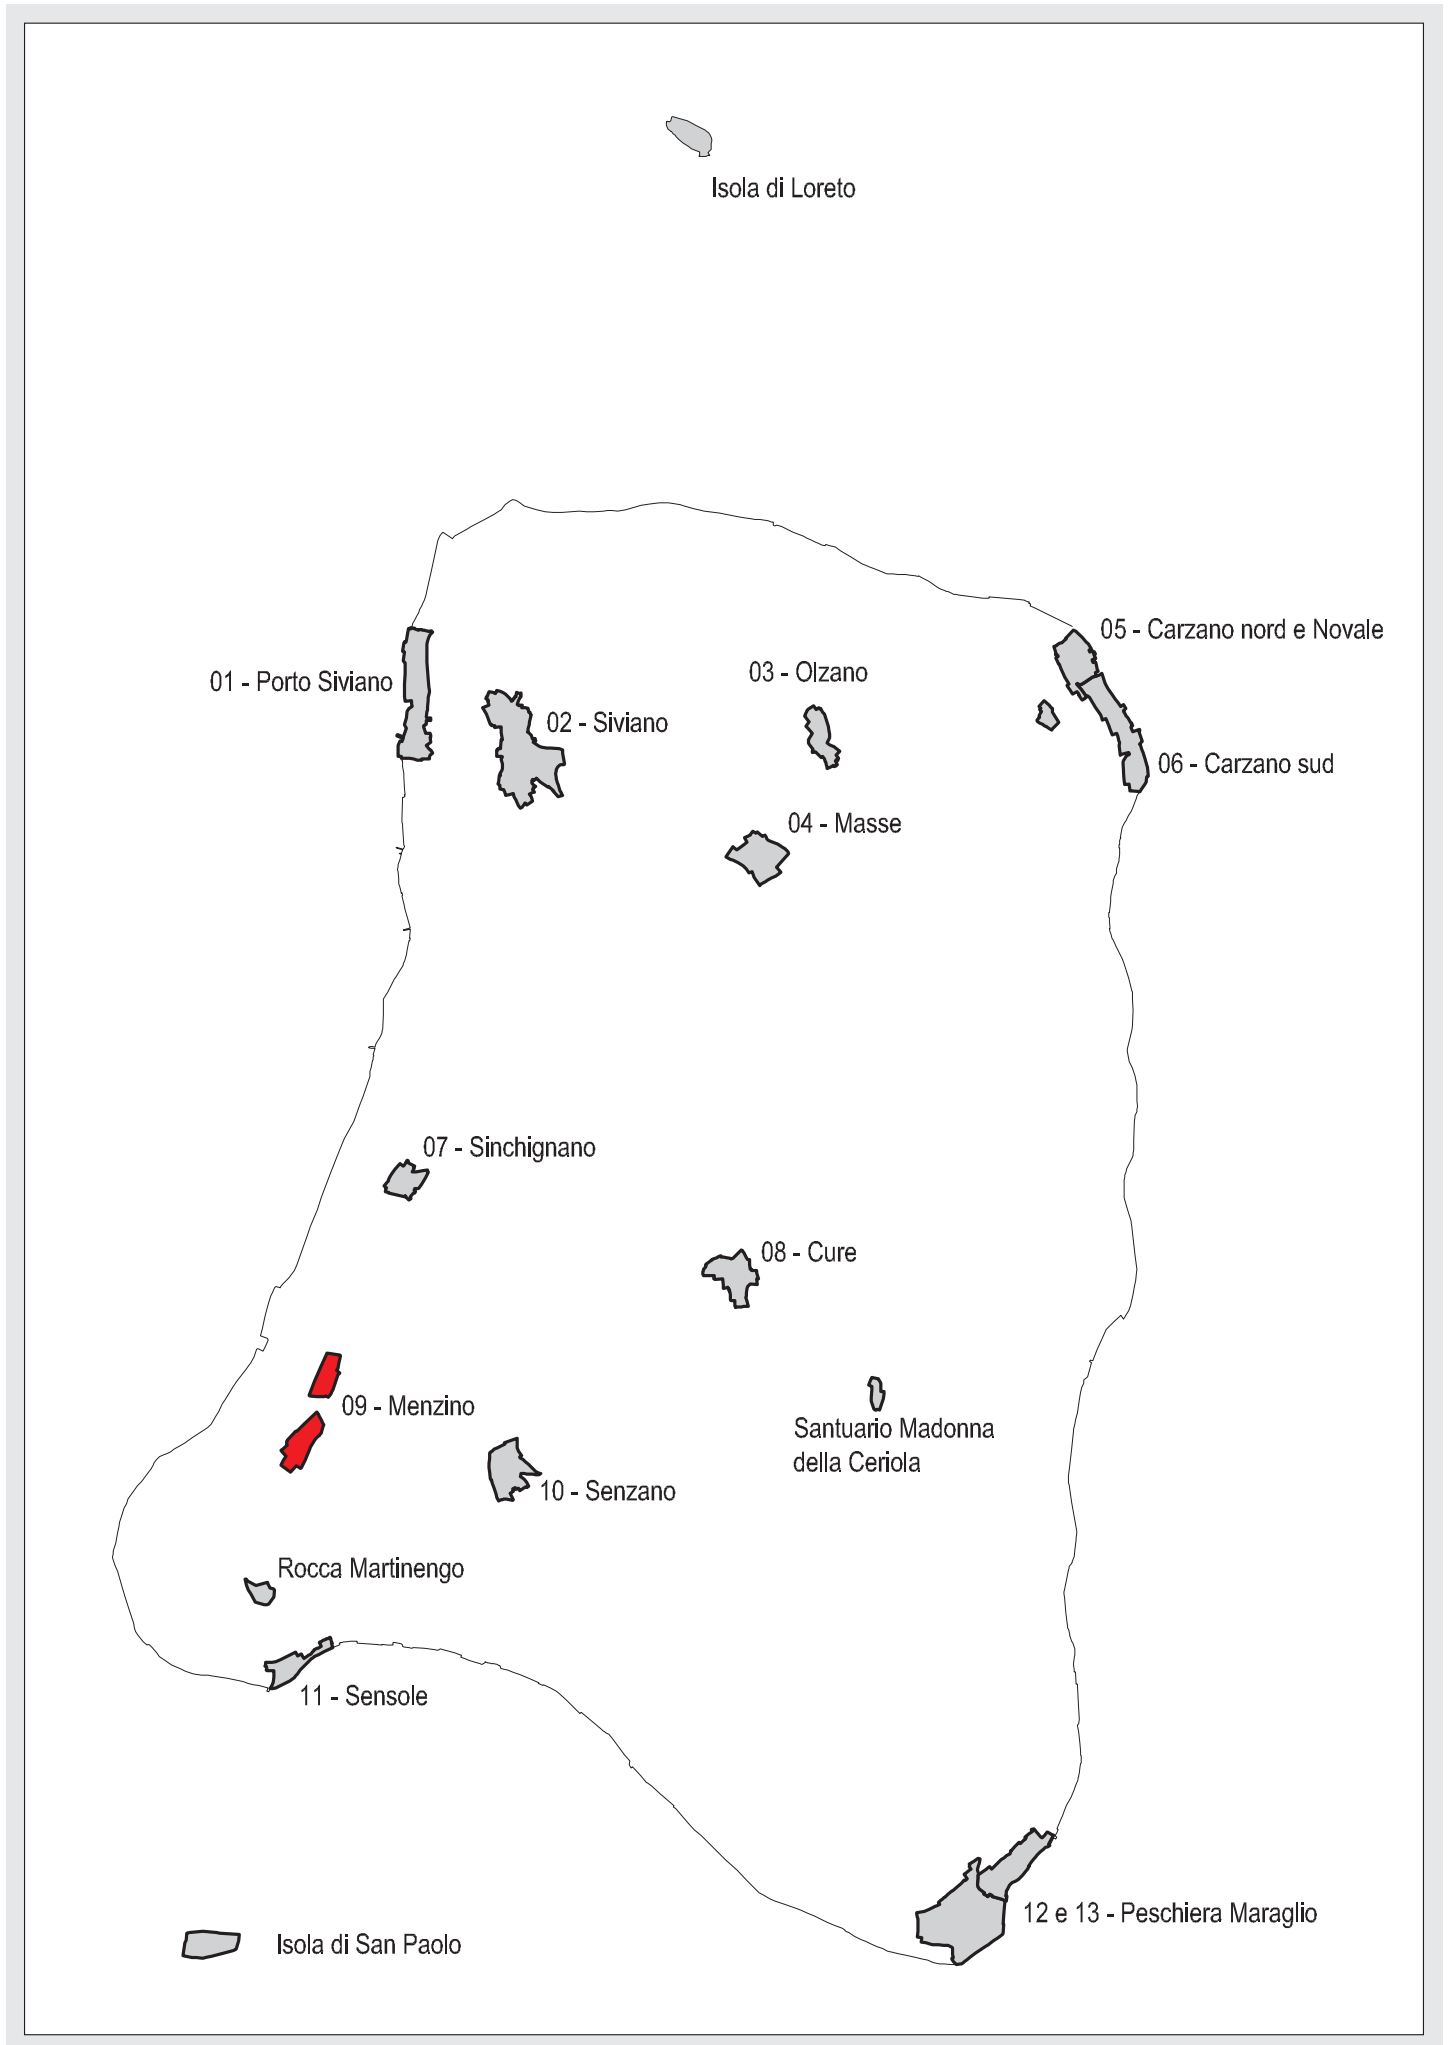 Isola di Loreto
05 - Carzano nord e Novale
01 - Porto Siviano
03 - Olzano
02 - Siviano
06 - Carzano sud
04 - Masse
07 - Sinchignano
08 - Cure
09 - Menzino
Santuario Madonna
della Ceriola
10 - Senzano
Rocca Martinengo
11 - Sensole
12 e 13 - Peschiera Maraglio
Isola di San Paolo